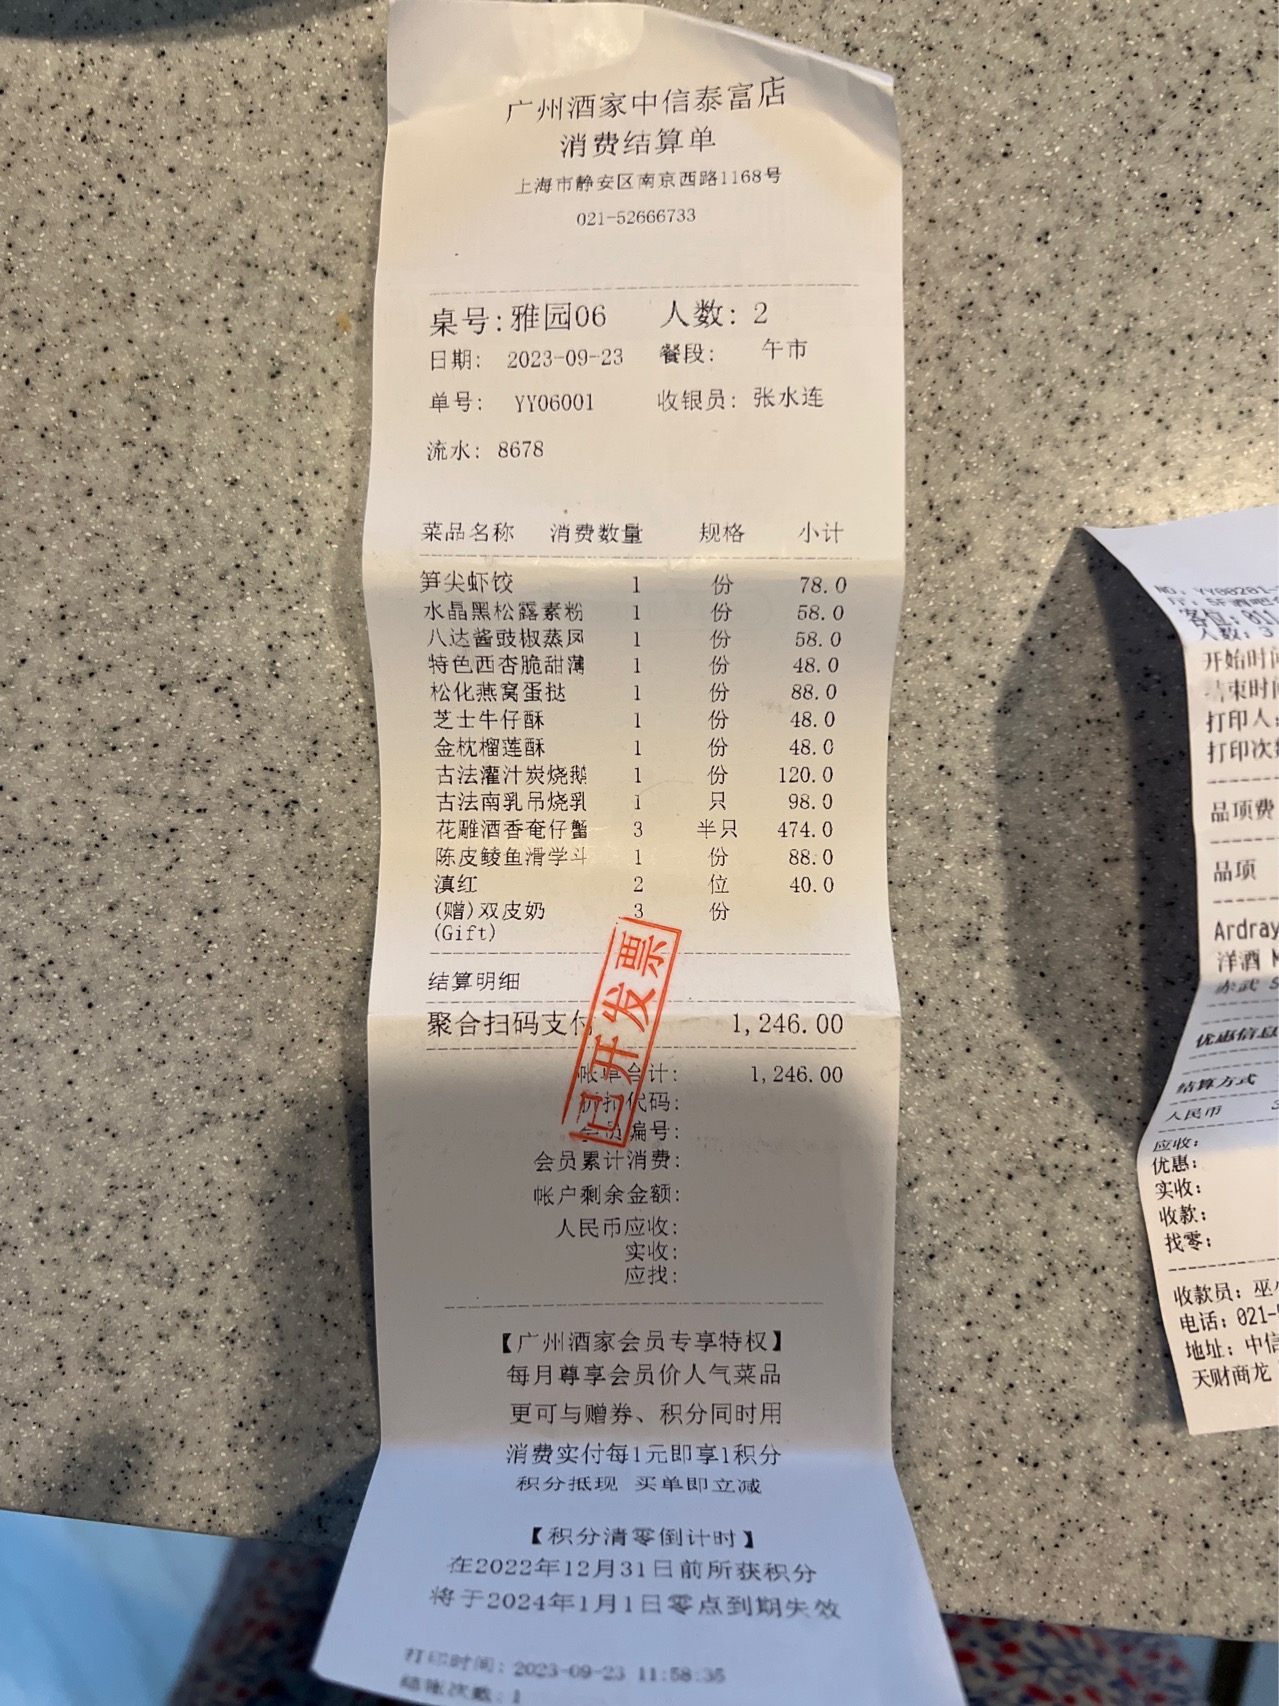 广州酒家中信泰富店
消费结算单
上海市静安区南京西路1168号
021-52666733
桌号:雅园06 人数: 2
日期: 2023-09-23 餐段: 午市
单号: YY06001 收银员: 张水连
流水: 8678
菜品名称 消费数量 规格 小计
笋尖虾饺 1 份 78.0
水晶黑松露素粉 1 份 58.0
八达酱豉椒蒸凤 1 份 58.0
特色西杏脆甜薄 1 份 48.0
松化燕窝蛋挞 1 份 88.0
芝士牛仔酥 1 份 48.0
金枕榴莲酥 1 份 48.0
古法灌汁炭烧鹅 1 份 120.0
古法南乳吊烧乳 1 只 98.0
花雕酒香奄仔蟹 3 半只 474.0
陈皮鲮鱼滑学斗 1 份 88.0
滇红 2 位 40.0
(赠)双皮奶 3 份
(Gift)
结算明细
聚合扫码支付 1,246.00
已开发票
帐单合计: 1,246.00
折扣代码:
会员编号:
会员累计消费:
帐户剩余金额:
人民币应收:
实收:
应找:
【广州酒家会员专享特权】
每月尊享会员价人气菜品
更可与赠券、积分同时用
消费实付每1元即享1积分
积分抵现 买单即立减
【积分清零倒计时】
在2022年12月31日前所获积分
将于2024年1月1日零点到期失效
打印时间: 2023-09-23 11:58:35
结账次数: 1
人数: 3
开始时间
结束时间
打印人:
打印次数
品项费
品项
Ardray
洋酒
优惠信息
结算方式
人民币
应收:
优惠:
实收:
收款:
找零:
收款员: 巫
电话: 021-
地址: 中信
天财商龙